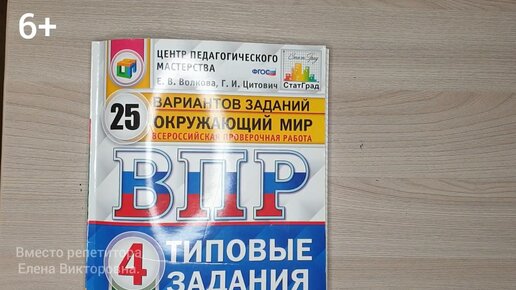 6+
ЦЕНТР ПЕДАГОГИЧЕСКОГО
МАСТЕРСТВА
ФГОС
СтатГрад
Е. В. Волкова, Г. И. Цитович
25 ВАРИАНТОВ ЗАДАНИЙ
ОКРУЖАЮЩИЙ МИР
ВСЕРОССИЙСКАЯ ПРОВЕРОЧНАЯ РАБОТА
ВПР
4 ТИПОВЫЕ
ЗАДАНИЯ
Вместо репетитора.
Елена Викторовна.